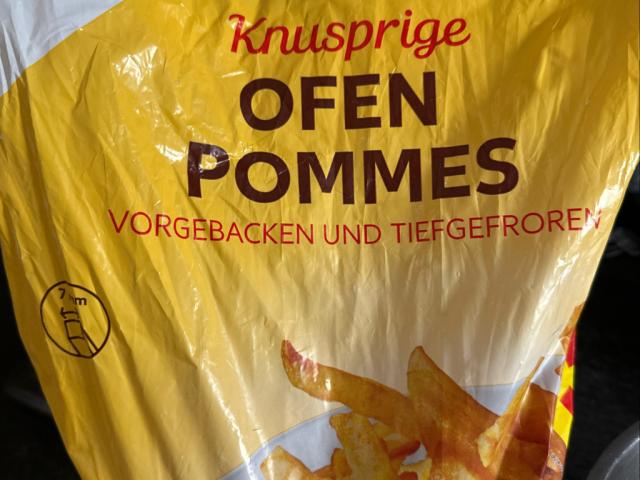 Knusprige
OFEN
POMMES
VORGEBACKEN UND TIEFGEFROREN